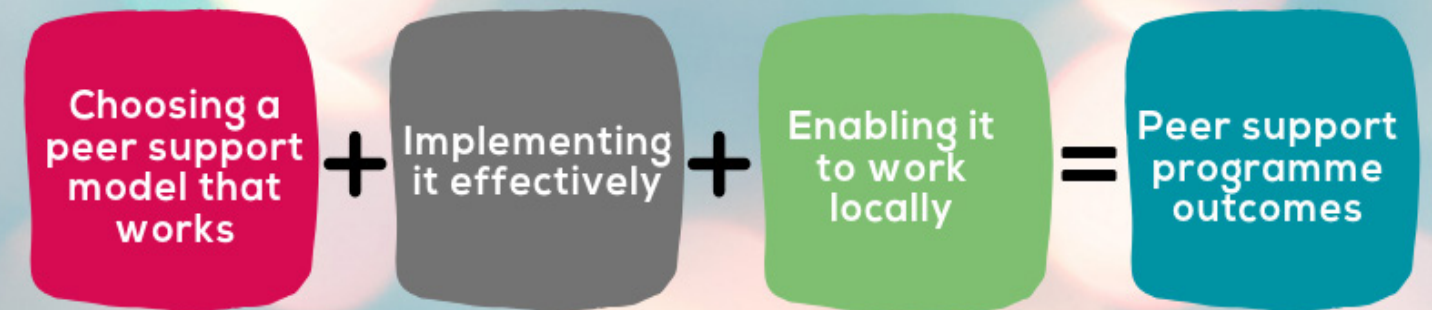 Choosing a
peer support
model that
works
+
Implementing
it effectively
+
Enabling it
to work
locally
=
Peer support
programme
outcomes